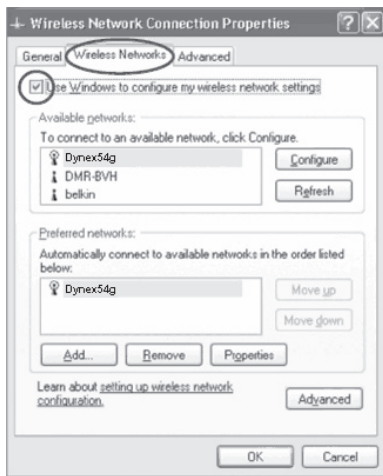 Wireless Network Connection Properties
General Wireless Networks Advanced
Use Windows to configure my wireless network settings
Available networks:
To connect to an available network, click Configure.
Dynex54g
DMR-BVH
belkin
Configure
Refresh
Preferred networks:
Automatically connect to available networks in the order listed
below:
Dynex54g
Move up
Move down
Add... Remove Properties
Learn about setting up wireless network
configuration.
Advanced
OK Cancel